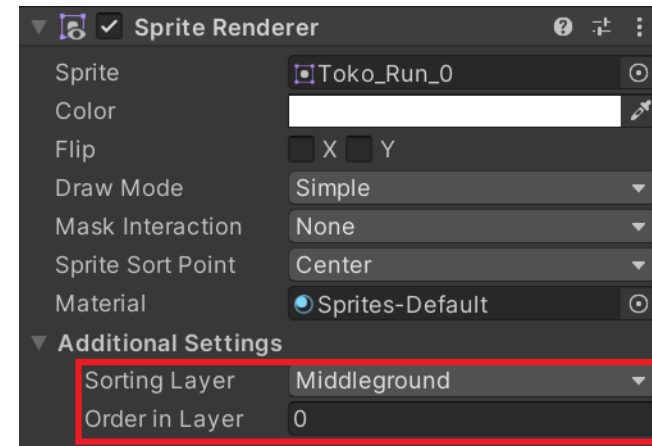 Sprite Renderer
Sprite Toko_Run_0
Color
Flip X Y
Draw Mode Simple
Mask Interaction None
Sprite Sort Point Center
Material Sprites-Default
Additional Settings
Sorting Layer Middleground
Order in Layer 0